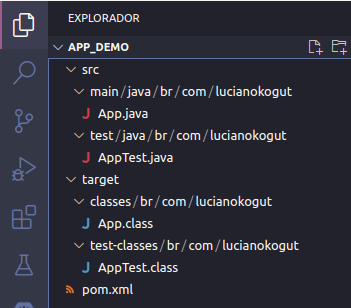 EXPLORADOR
APP_DEMO
src
main/java/br/com/lucianokogut
App.java
test/java/br/com/lucianokogut
AppTest.java
target
classes/br/com/lucianokogut
App.class
test-classes/br/com/lucianokogut
AppTest.class
pom.xml